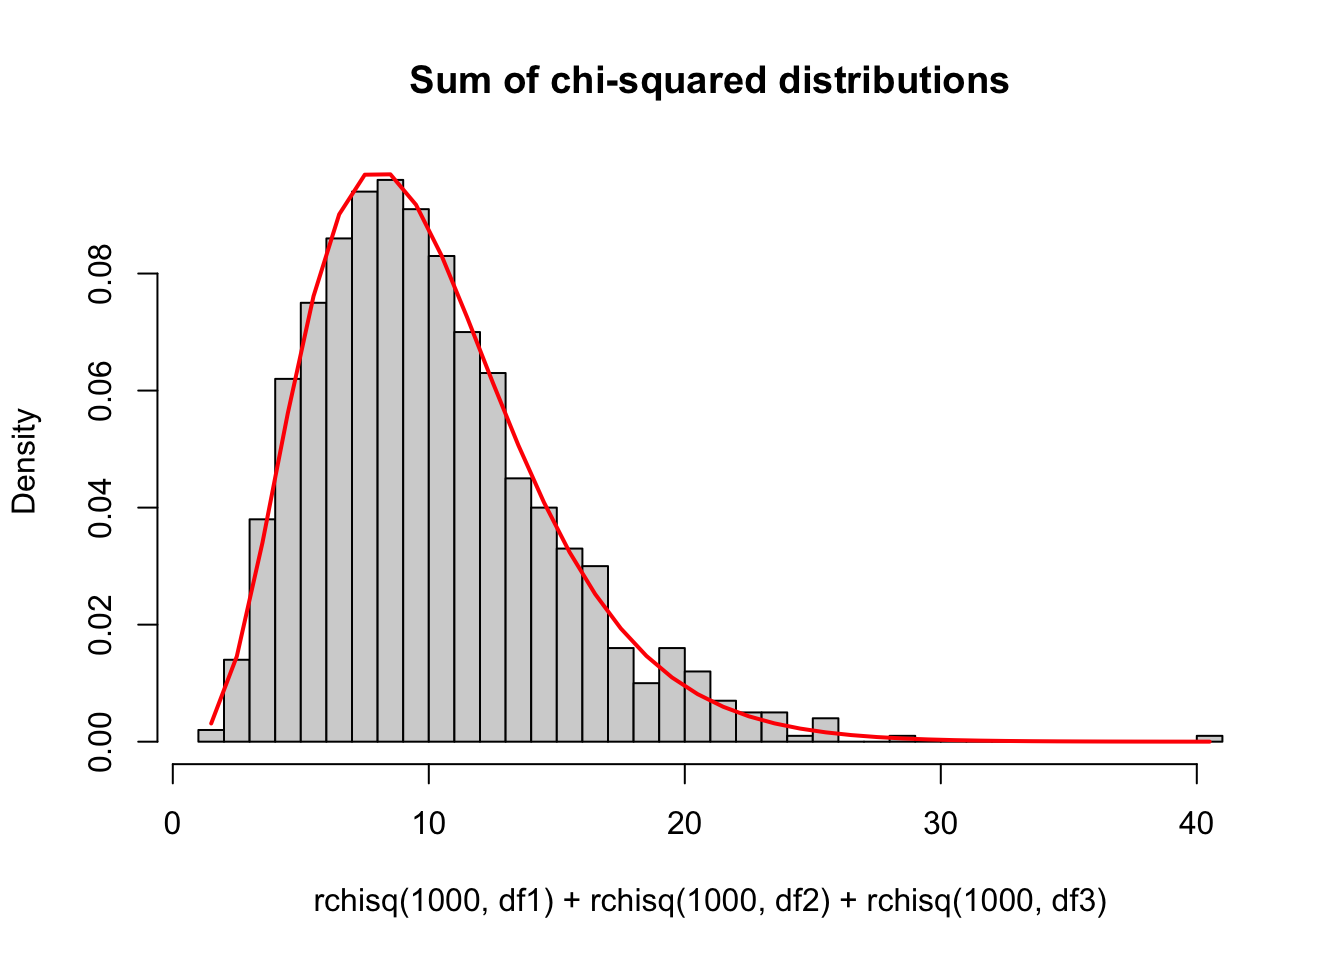 Sum of chi-squared distributions
Density
0.08
0.06
0.04
0.02
0.00
0 10 20 30 40
rchisq(1000, df1) + rchisq(1000, df2) + rchisq(1000, df3)